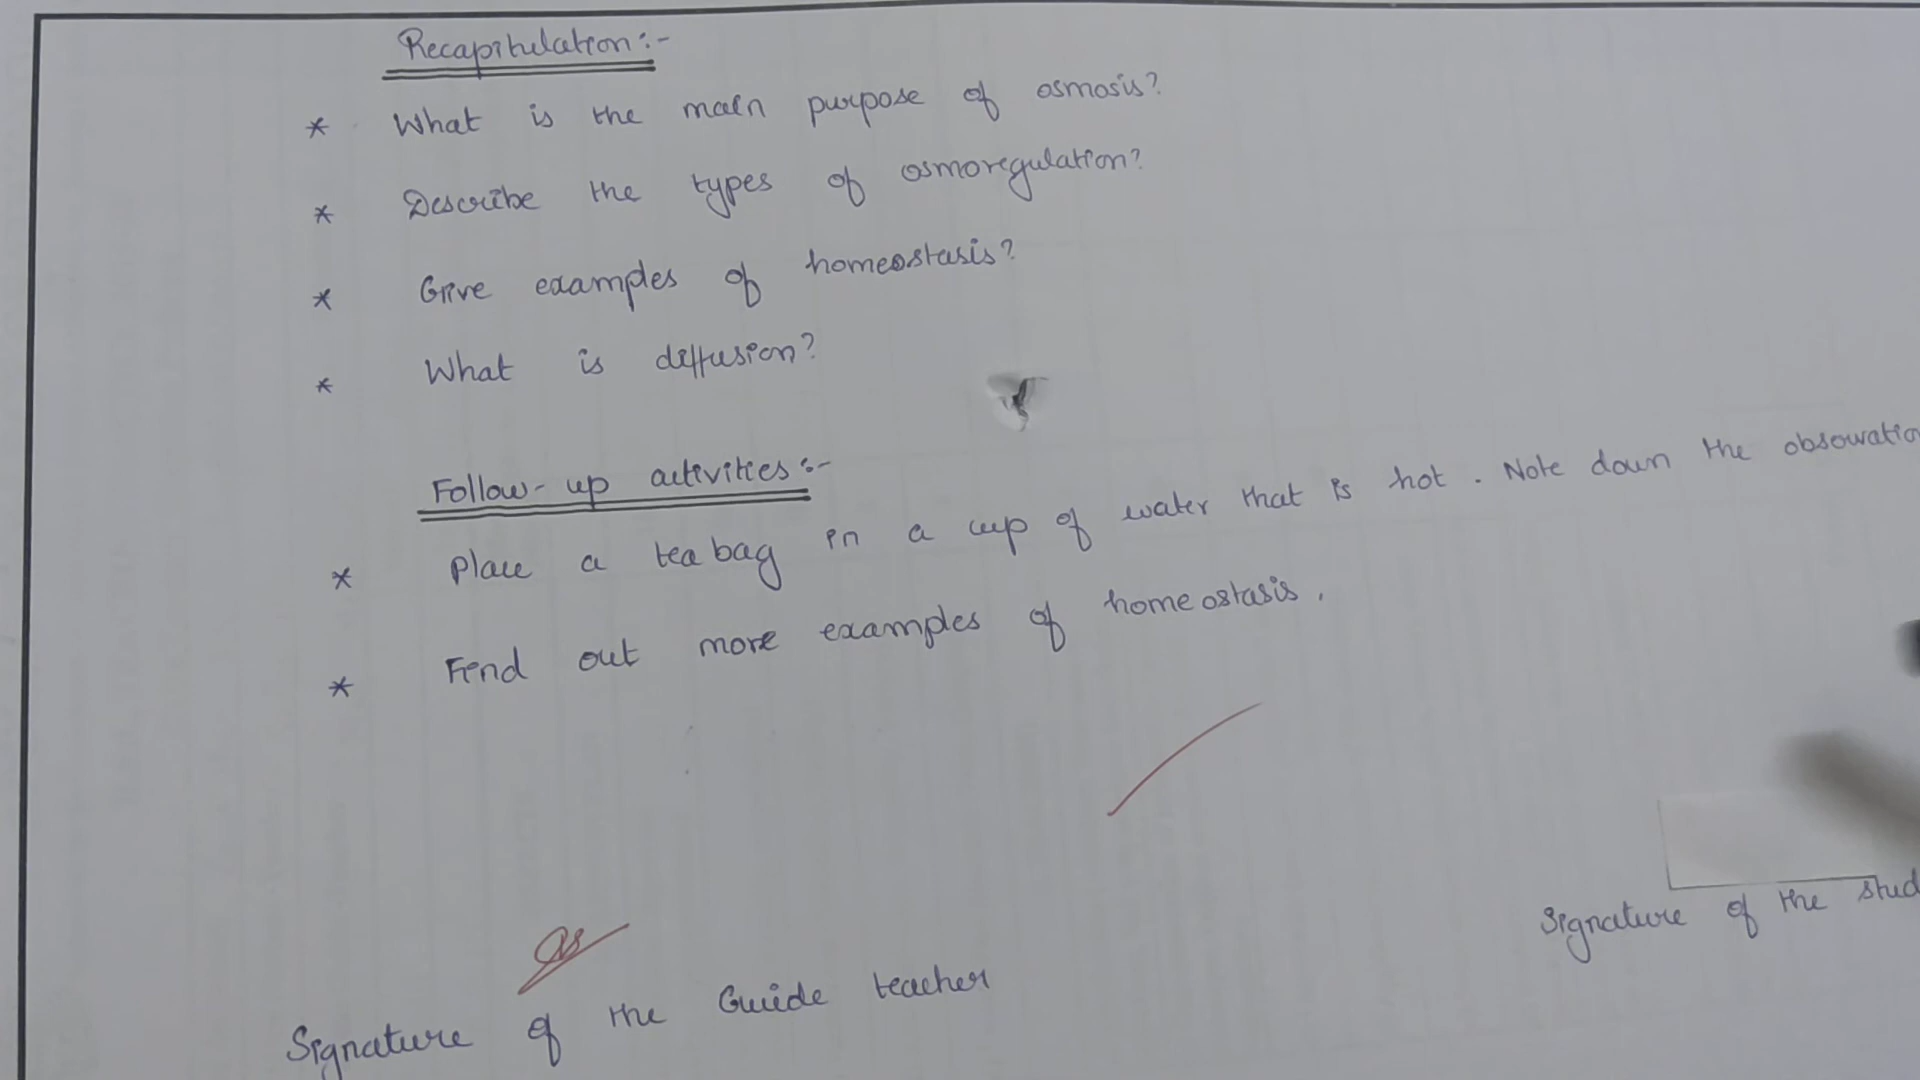 Recapitulation:-
* What is the main purpose of osmosis?
* Describe the types of osmoregulation?
* Give examples of homeostasis?
* What is diffusion?
Follow-up activities:-
* Place a tea bag in a cup of water that is hot. Note down the
* Find out more examples of homeostasis.
Signature of the
Signature of the Guide teacher